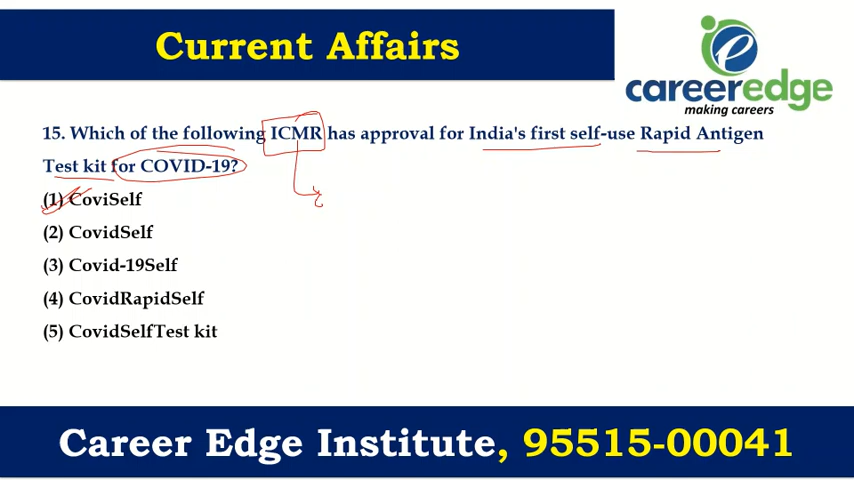 Current Affairs
careeredge
making careers
15. Which of the following ICMR has approval for India's first self-use Rapid Antigen
Test kit for COVID-19?
(1) CoviSelf
(2) CovidSelf
(3) Covid-19Self
(4) CovidRapidSelf
(5) CovidSelfTest kit
Career Edge Institute, 95515-00041